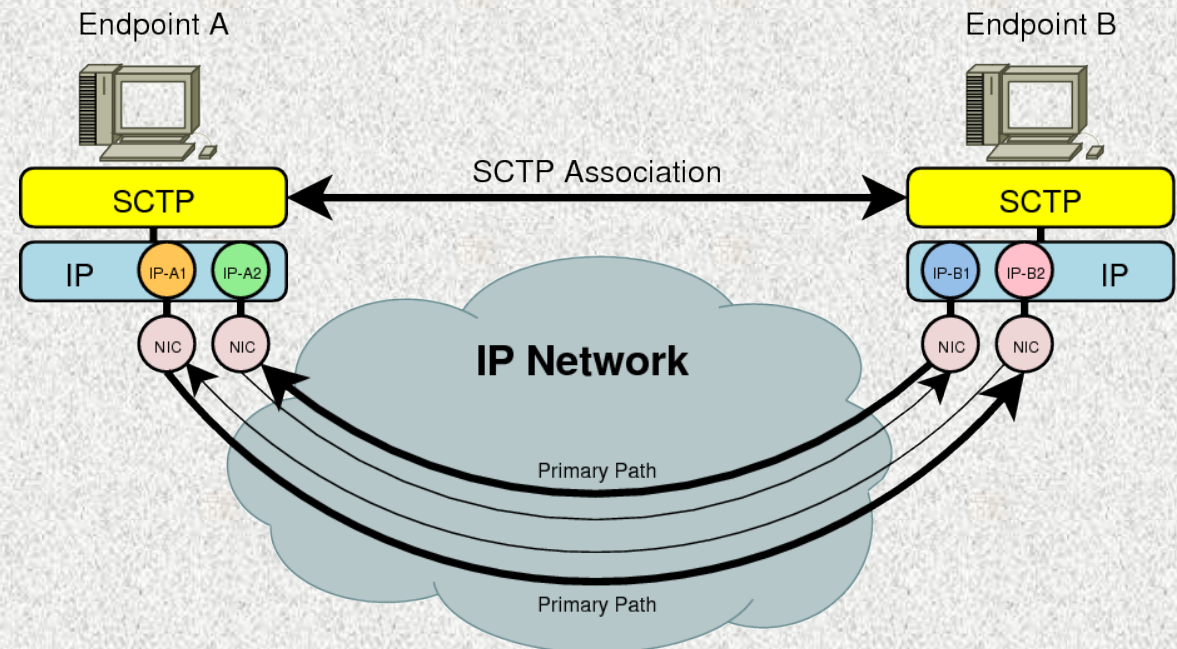 Endpoint A
Endpoint B
SCTP Association
SCTP
SCTP
IP
IP-A1
IP-A2
IP-B1
IP-B2
IP
NIC
NIC
NIC
NIC
IP Network
Primary Path
Primary Path